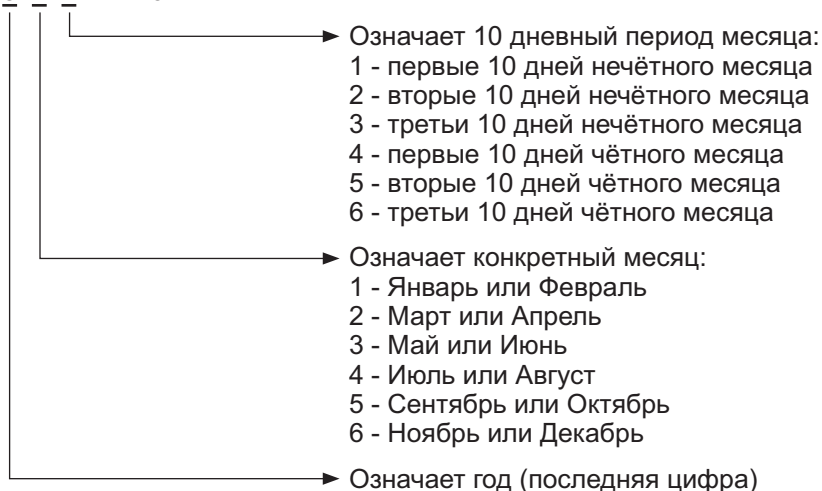 Означает 10 дневный период месяца:
1 - первые 10 дней нечётного месяца
2 - вторые 10 дней нечётного месяца
3 - третьи 10 дней нечётного месяца
4 - первые 10 дней чётного месяца
5 - вторые 10 дней чётного месяца
6 - третьи 10 дней чётного месяца
Означает конкретный месяц:
1 - Январь или Февраль
2 - Март или Апрель
3 - Май или Июнь
4 - Июль или Август
5 - Сентябрь или Октябрь
6 - Ноябрь или Декабрь
Означает год (последняя цифра)